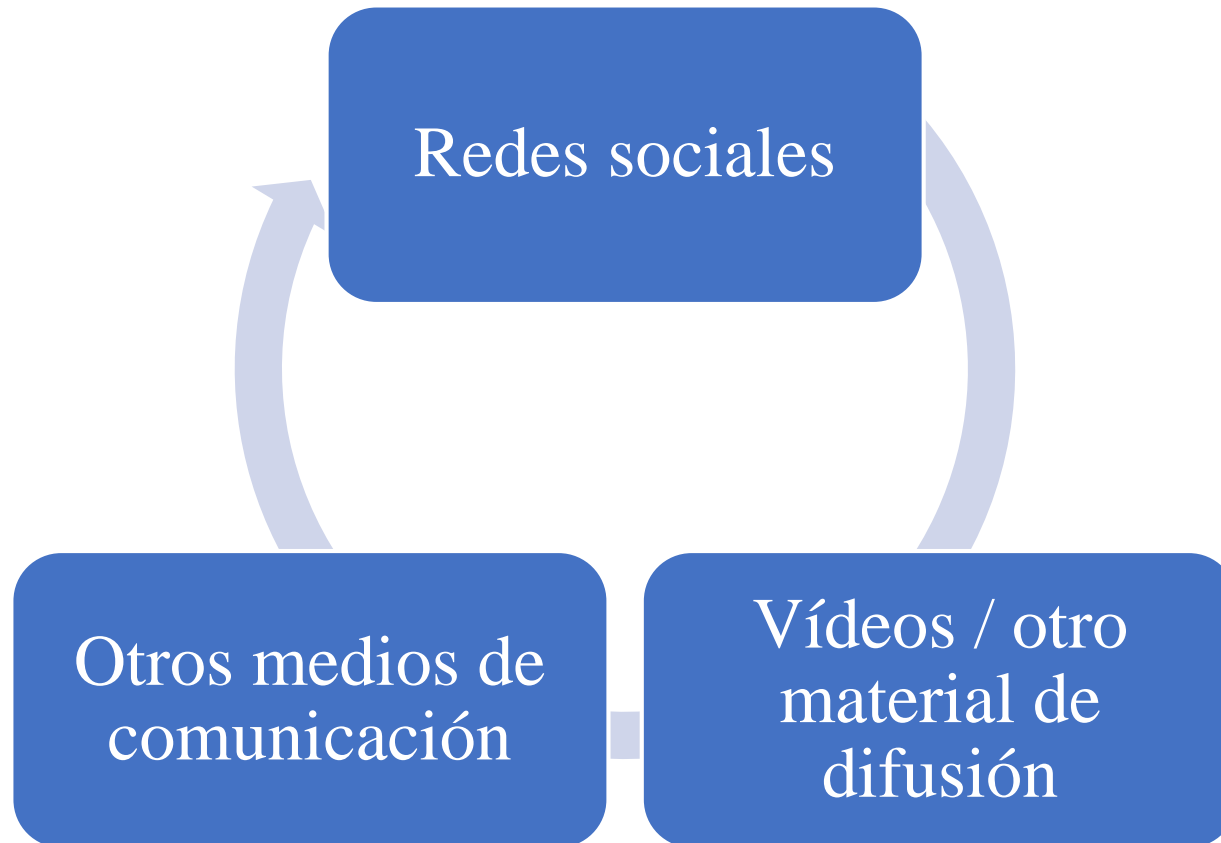 Redes sociales
Vídeos / otro
material de
difusión
Otros medios de
comunicación